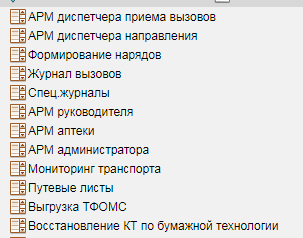 АРМ диспетчера приема вызовов
АРМ диспетчера направления
Формирование нарядов
Журнал вызовов
Спец.журналы
АРМ руководителя
АРМ аптеки
АРМ администратора
Мониторинг транспорта
Путевые листы
Выгрузка ТФОМС
Восстановление КТ по бумажной технологии